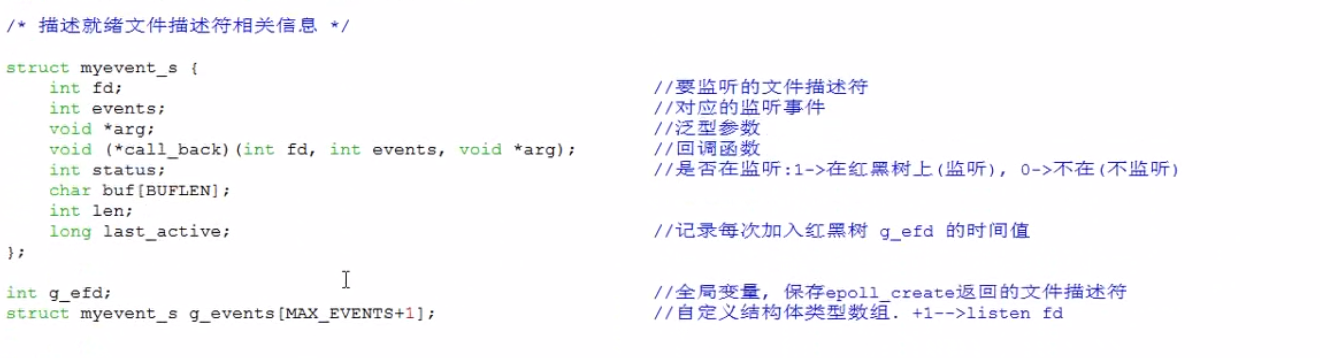 /* 描述就绪文件描述符相关信息 */
struct myevent_s {
    int fd;                                                 //要监听的文件描述符
    int events;                                             //对应的监听事件
    void *arg;                                              //泛型参数
    void (*call_back)(int fd, int events, void *arg);       //回调函数
    int status;                                             //是否在监听:1->在红黑树上(监听), 0->不在(不监听)
    char buf[BUFLEN];
    int len;
    long last_active;                                       //记录每次加入红黑树 g_efd 的时间值
};
int g_efd;                                                  //全局变量, 保存epoll_create返回的文件描述符
struct myevent_s g_events[MAX_EVENTS+1];                    //自定义结构体类型数组. +1-->listen fd